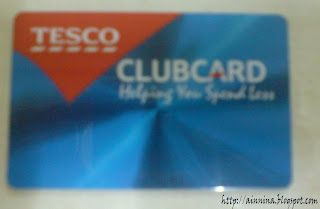 TESCO
CLUBCARD
Helping You Spend Less
http://ainnina.blogspot.com